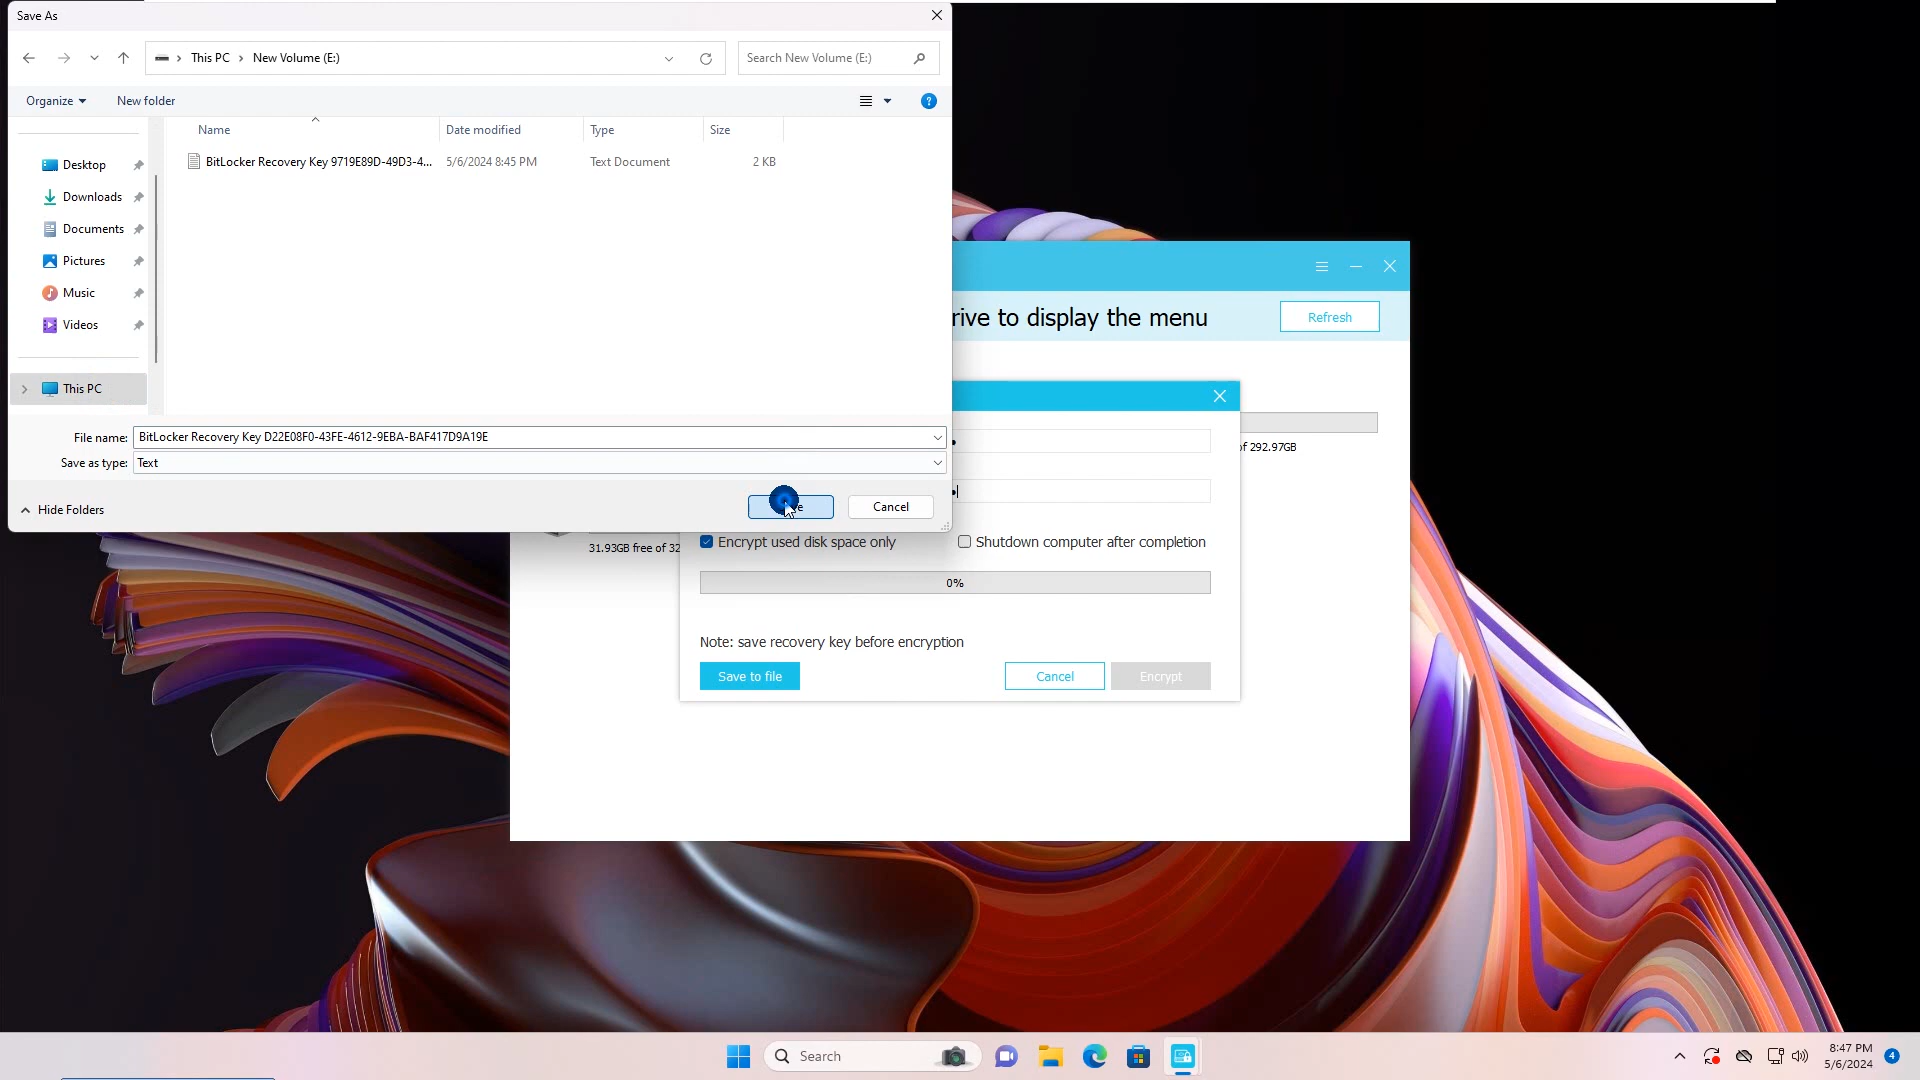 Save As
This PC
New Volume (E:)
Search New Volume (E:)
Organize
New folder
Name
Date modified
Type
Size
BitLocker Recovery Key 9719E89D-49D3-4...
5/6/2024 8:45 PM
Text Document
2 KB
Desktop
Downloads
Documents
Pictures
Music
Videos
This PC
File name:
BitLocker Recovery Key D22E08F0-43FE-4612-9EBA-BAF417D9A19E
Save as type:
Text
Hide Folders
Cancel
rive to display the menu
Refresh
of 292.97GB
31.93GB free of 32
Encrypt used disk space only
Shutdown computer after completion
0%
Note: save recovery key before encryption
Save to file
Cancel
Encrypt
Search
8:47 PM
5/6/2024
4